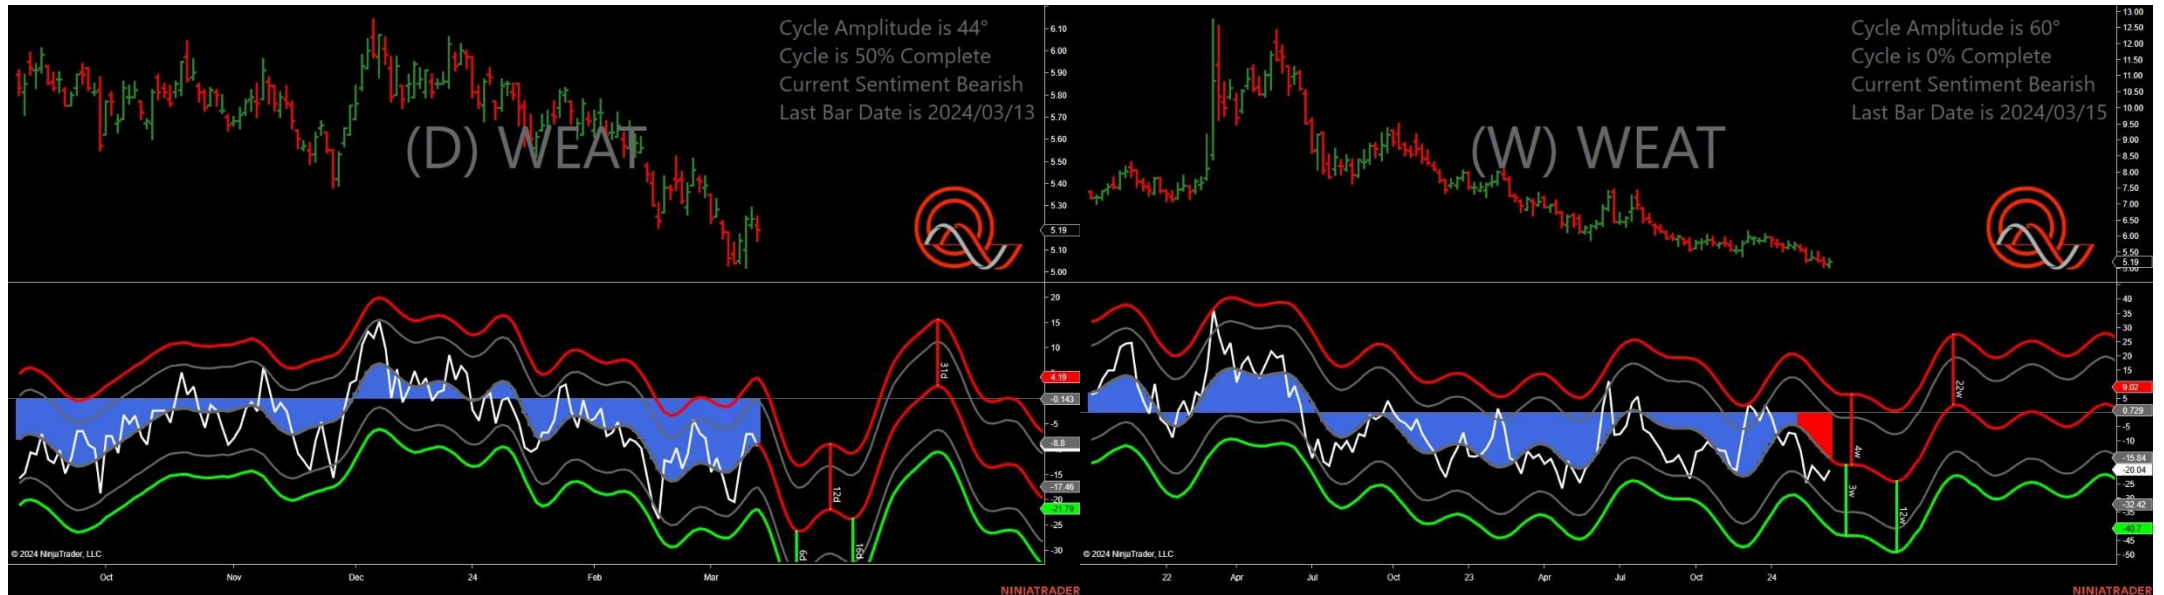 Cycle Amplitude is 44°
Cycle is 50% Complete
Current Sentiment Bearish
Last Bar Date is 2024/03/13
(D) WEAT
6.10
6.00
5.90
5.80
5.70
5.60
5.50
5.40
5.30
5.19
5.10
5.00
20
15
10
4.19
-0.143
-5
-8.8
-15
-17.46
-20
-21.79
-25
-30
31d
12d
6d
16d
© 2024 NinjaTrader, LLC
Oct
Nov
Dec
24
Feb
Mar
NINJATRADER
Cycle Amplitude is 60°
Cycle is 0% Complete
Current Sentiment Bearish
Last Bar Date is 2024/03/15
(W) WEAT
13.00
12.50
12.00
11.50
11.00
10.50
10.00
9.50
9.00
8.50
8.00
7.50
7.00
6.50
6.00
5.50
5.19
5.00
40
35
30
25
20
15
9.02
5
0.729
-5
-10
-15.84
-20.04
-25
-30
-32.42
-35
-40.7
-45
-50
4w
3w
12w
22w
© 2024 NinjaTrader, LLC
22
Apr
Jul
Oct
23
Apr
Jul
Oct
24
NINJATRADER